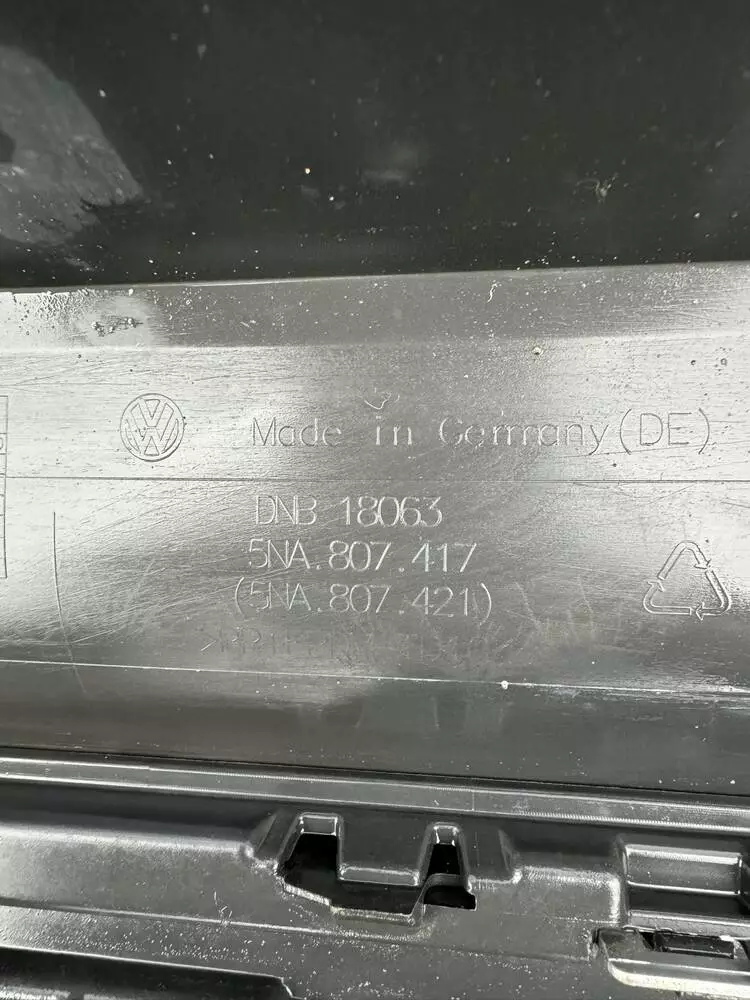 Made in Germany (DE)
DNB 18063
5NA.807.417
(5NA.807.421)